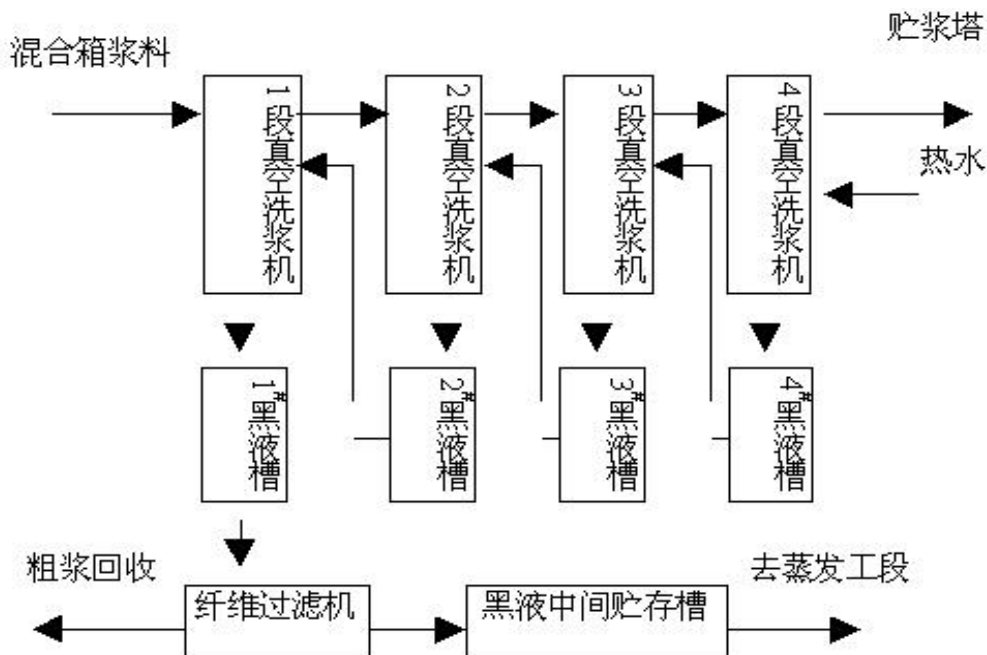 贮浆塔
混合箱浆料
1段真空洗浆机
2段真空洗浆机
3段真空洗浆机
4段真空洗浆机
热水
1#黑液槽
2#黑液槽
3#黑液槽
4#黑液槽
粗浆回收
去蒸发工段
纤维过滤机
黑液中间贮存槽